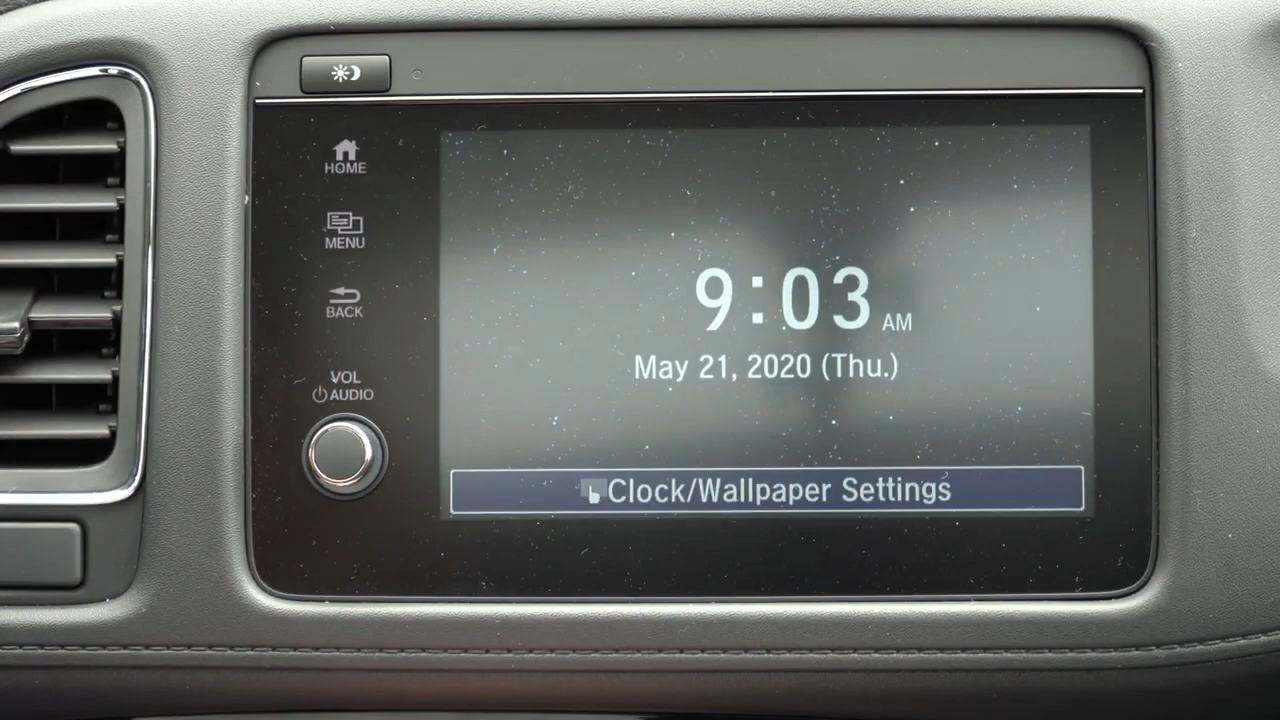 HOME
MENU
BACK
VOL
AUDIO
9:03 AM
May 21, 2020 (Thu.)
Clock/Wallpaper Settings